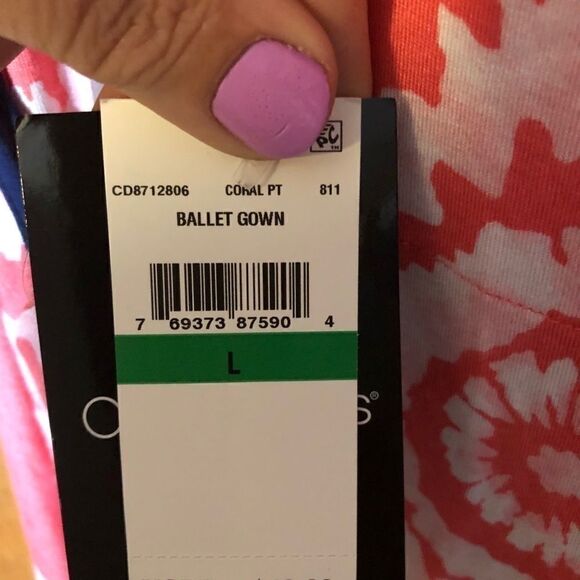 CD8712806 CORAL PT 811
BALLET GOWN
7 69373 87590 4
L